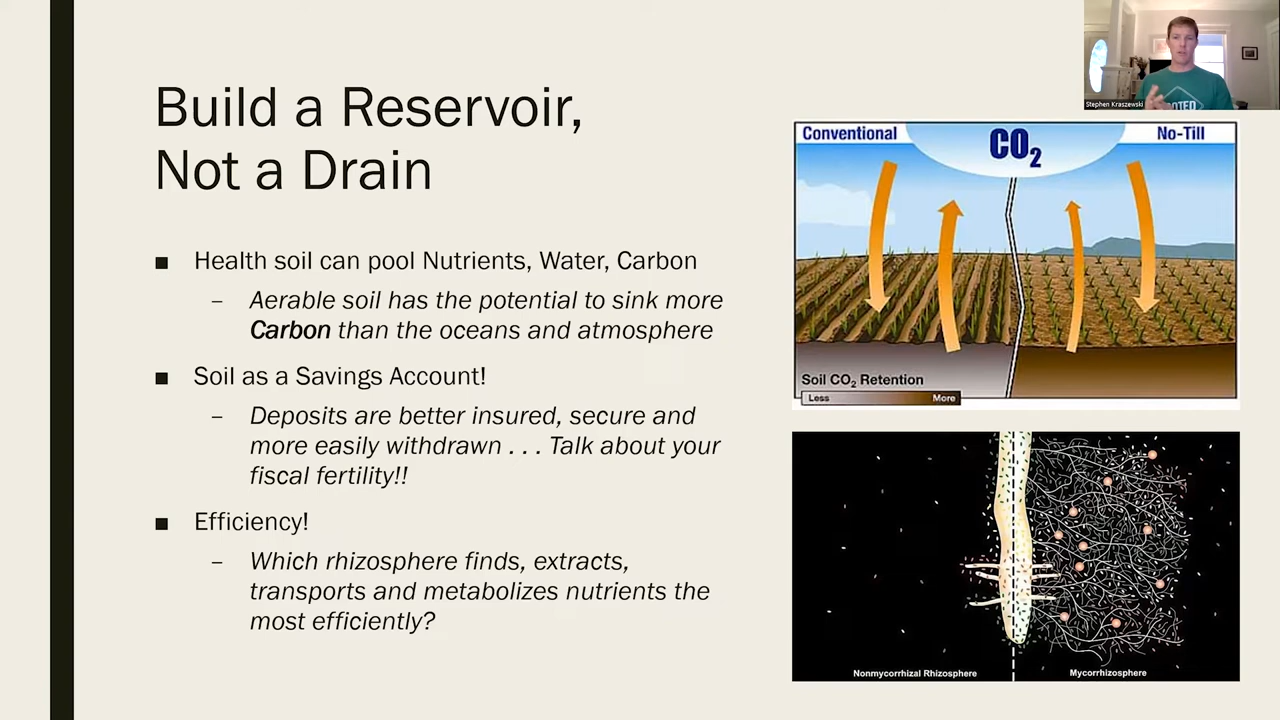 Build a Reservoir,
Not a Drain
■ Health soil can pool Nutrients, Water, Carbon
– Aerable soil has the potential to sink more
Carbon than the oceans and atmosphere
■ Soil as a Savings Account!
– Deposits are better insured, secure and
more easily withdrawn . . . Talk about your
fiscal fertility!!
■ Efficiency!
– Which rhizosphere finds, extracts,
transports and metabolizes nutrients the
most efficiently?
Stephen Kraszewski
Conventional
CO₂
No-Till
Soil CO₂ Retention
Less
More
Nonmycorrhizal Rhizosphere
Mycorrhizosphere